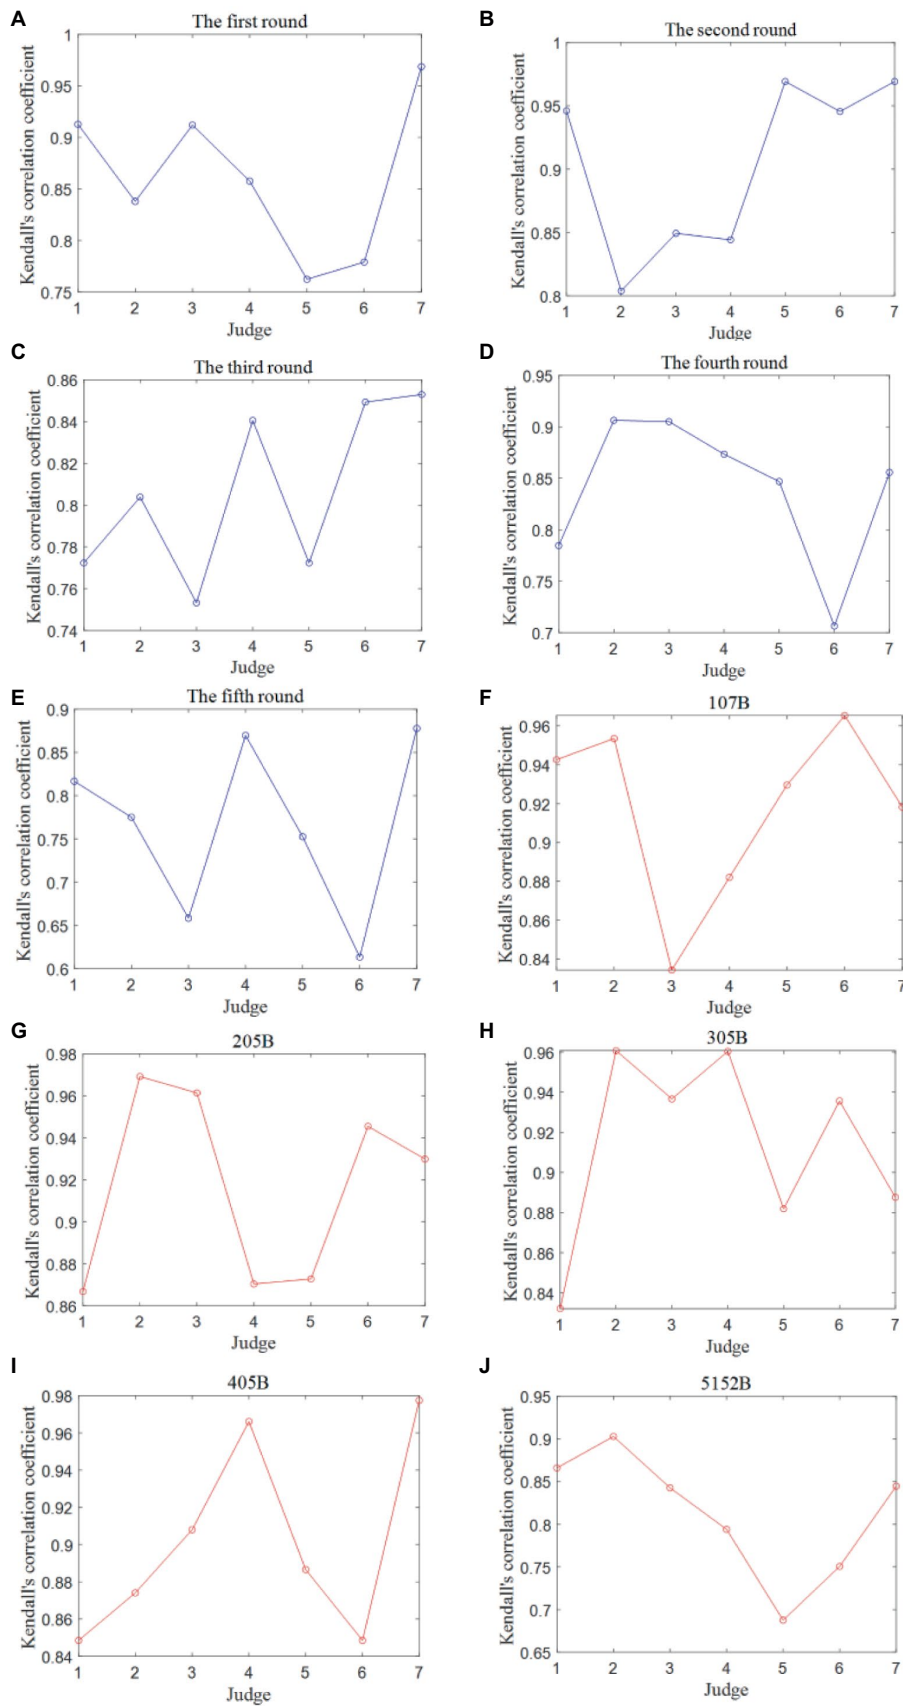 A
The first round
Kendall's correlation coefficient
1
0.95
0.9
0.85
0.8
0.75
1 2 3 4 5 6 7
Judge
B
The second round
Kendall's correlation coefficient
1
0.95
0.9
0.85
0.8
1 2 3 4 5 6 7
Judge
C
The third round
Kendall's correlation coefficient
0.86
0.84
0.82
0.8
0.78
0.76
0.74
1 2 3 4 5 6 7
Judge
D
The fourth round
Kendall's correlation coefficient
0.95
0.9
0.85
0.8
0.75
0.7
1 2 3 4 5 6 7
Judge
E
The fifth round
Kendall's correlation coefficient
0.9
0.85
0.8
0.75
0.7
0.65
0.6
1 2 3 4 5 6 7
Judge
F
107B
Kendall's correlation coefficient
0.96
0.94
0.92
0.9
0.88
0.86
0.84
1 2 3 4 5 6 7
Judge
G
205B
Kendall's correlation coefficient
0.98
0.96
0.94
0.92
0.9
0.88
0.86
1 2 3 4 5 6 7
Judge
H
305B
Kendall's correlation coefficient
0.96
0.94
0.92
0.9
0.88
0.86
0.84
1 2 3 4 5 6 7
Judge
I
405B
Kendall's correlation coefficient
0.98
0.96
0.94
0.92
0.9
0.88
0.86
0.84
1 2 3 4 5 6 7
Judge
J
5152B
Kendall's correlation coefficient
0.95
0.9
0.85
0.8
0.75
0.7
0.65
1 2 3 4 5 6 7
Judge